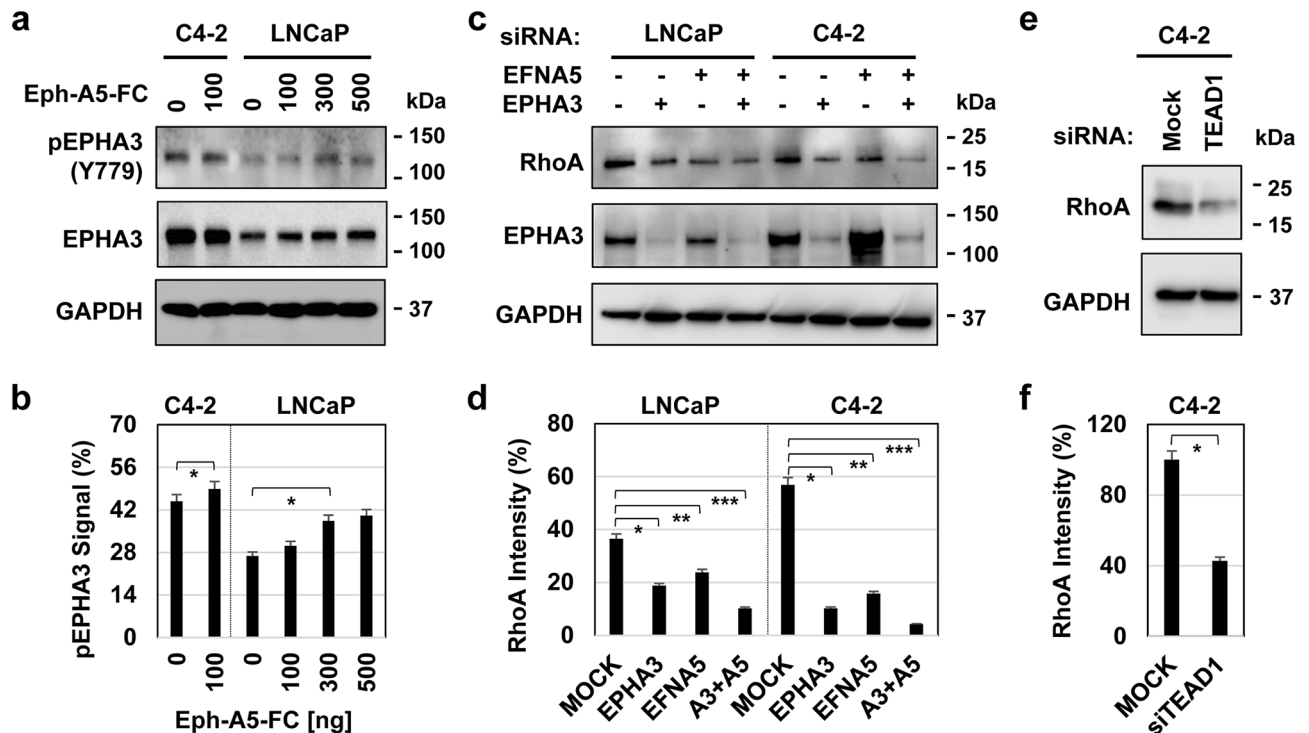 a
C4-2 LNCaP
Eph-A5-FC 0 100 0 100 300 500 kDa
pEPHA3 (Y779) - 150 - 100
EPHA3 - 150 - 100
GAPDH - 37
b
C4-2 LNCaP
pEPHA3 Signal (%)
70
56
42
28
14
0
* *
0 100 0 100 300 500
Eph-A5-FC [ng]
c
siRNA: LNCaP C4-2
EFNA5 - - + + - - + +
EPHA3 - + - + - + - + kDa
RhoA - 25 - 15
EPHA3 - 150 - 100
GAPDH - 37
d
LNCaP C4-2
RhoA Intensity (%)
80
60
40
20
0
* ** *** * ** ***
MOCK EPHA3 EFNA5 A3+A5 MOCK EPHA3 EFNA5 A3+A5
e
C4-2
siRNA: Mock TEAD1 kDa
RhoA - 25 - 15
GAPDH - 37
f
C4-2
RhoA Intensity (%)
120
80
40
0
*
MOCK siTEAD1